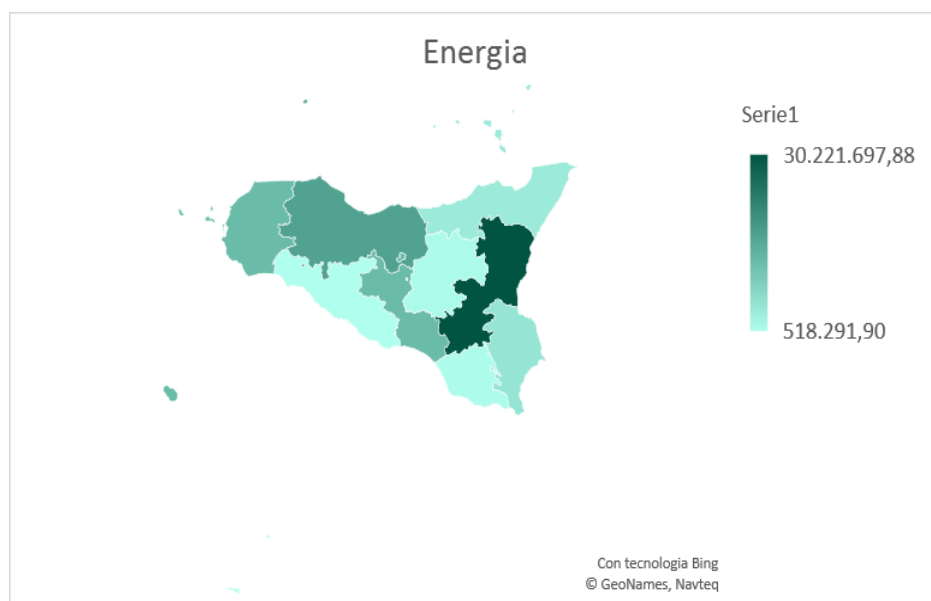 Energia
Serie1
30.221.697,88
518.291,90
Con tecnologia Bing
© GeoNames, Navteq